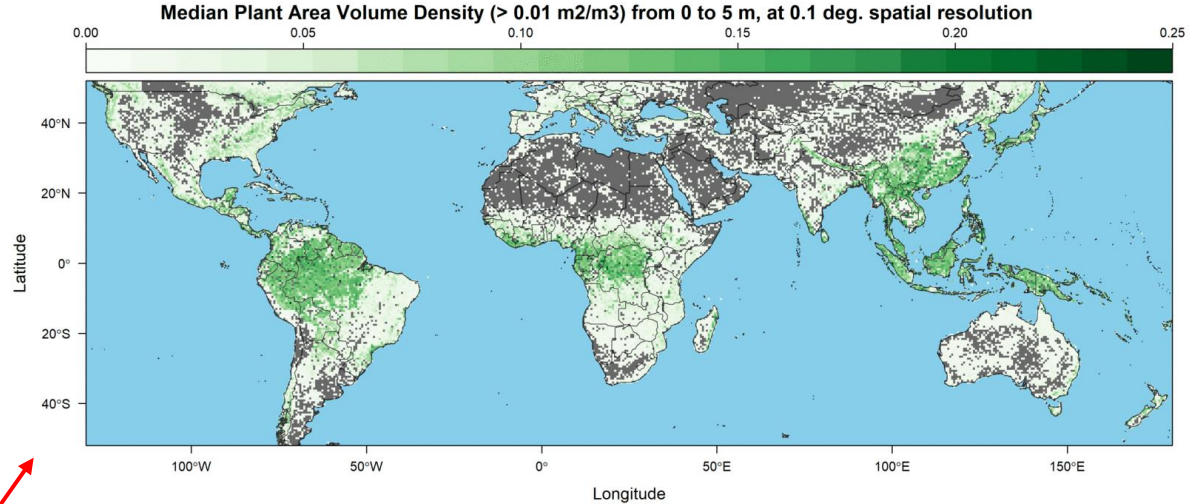 Median Plant Area Volume Density (> 0.01 m2/m3) from 0 to 5 m, at 0.1 deg. spatial resolution
0.00 0.05 0.10 0.15 0.20 0.25
40°N
20°N
0°
20°S
40°S
Latitude
100°W 50°W 0° 50°E 100°E 150°E
Longitude